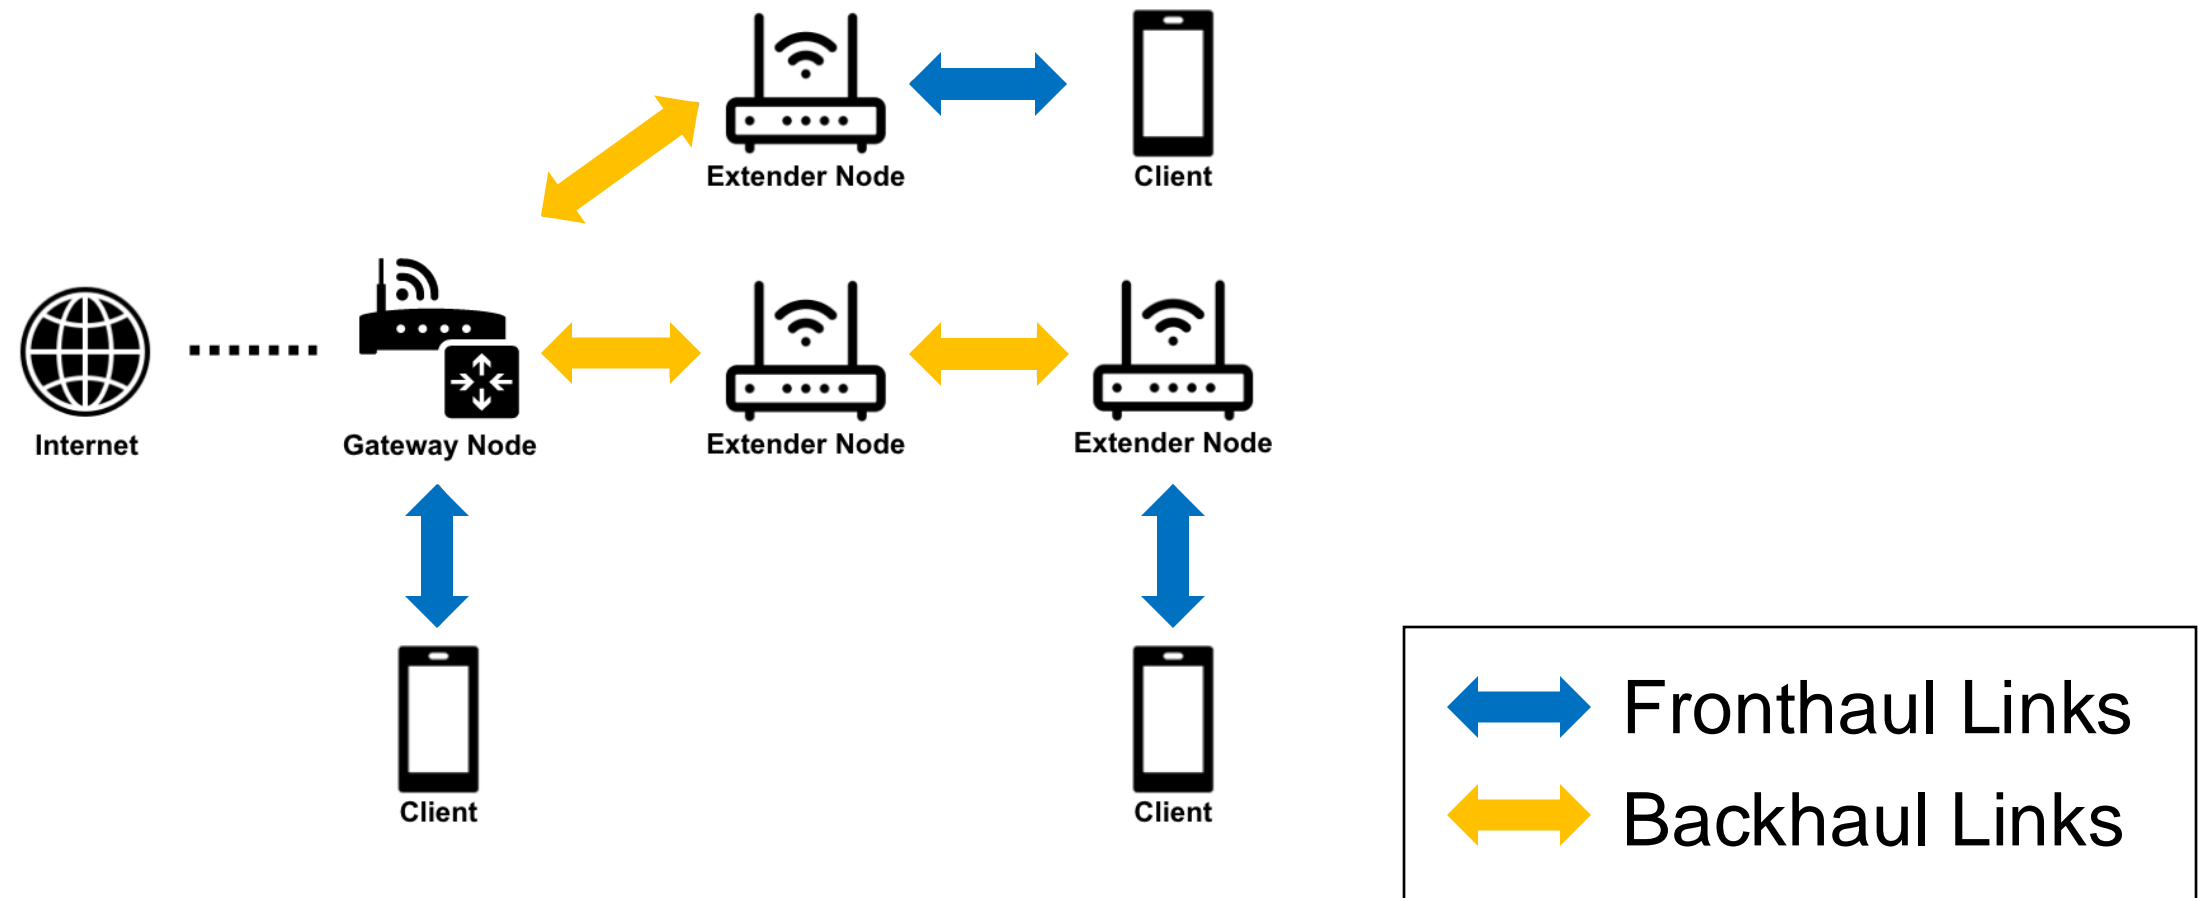 Extender Node
Client
Internet
Gateway Node
Extender Node
Extender Node
Client
Client
Fronthaul Links
Backhaul Links